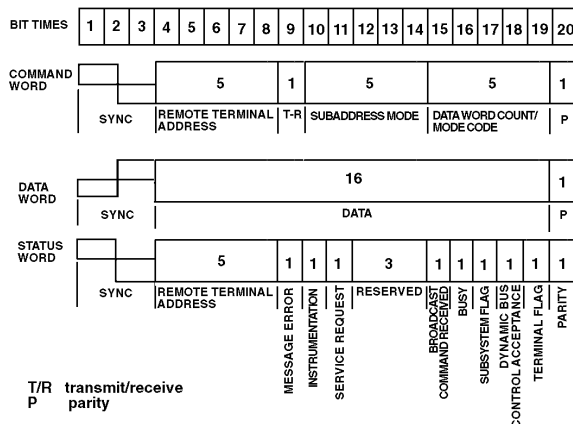 BIT TIMES 1 2 3 4 5 6 7 8 9 10 11 12 13 14 15 16 17 18 19 20
COMMAND WORD
5 1 5 5 1
SYNC
REMOTE TERMINAL ADDRESS
T-R
SUBADDRESS MODE
DATA WORD COUNT/ MODE CODE
P
DATA WORD
16 1
SYNC
DATA
P
STATUS WORD
5 1 1 1 3 1 1 1 1 1 1
SYNC
REMOTE TERMINAL ADDRESS
MESSAGE ERROR
INSTRUMENTATION
SERVICE REQUEST
RESERVED
BROADCAST COMMAND RECEIVED
BUSY
SUBSYSTEM FLAG
DYNAMIC BUS CONTROL ACCEPTANCE
TERMINAL FLAG
PARITY
T/R transmit/receive
P parity